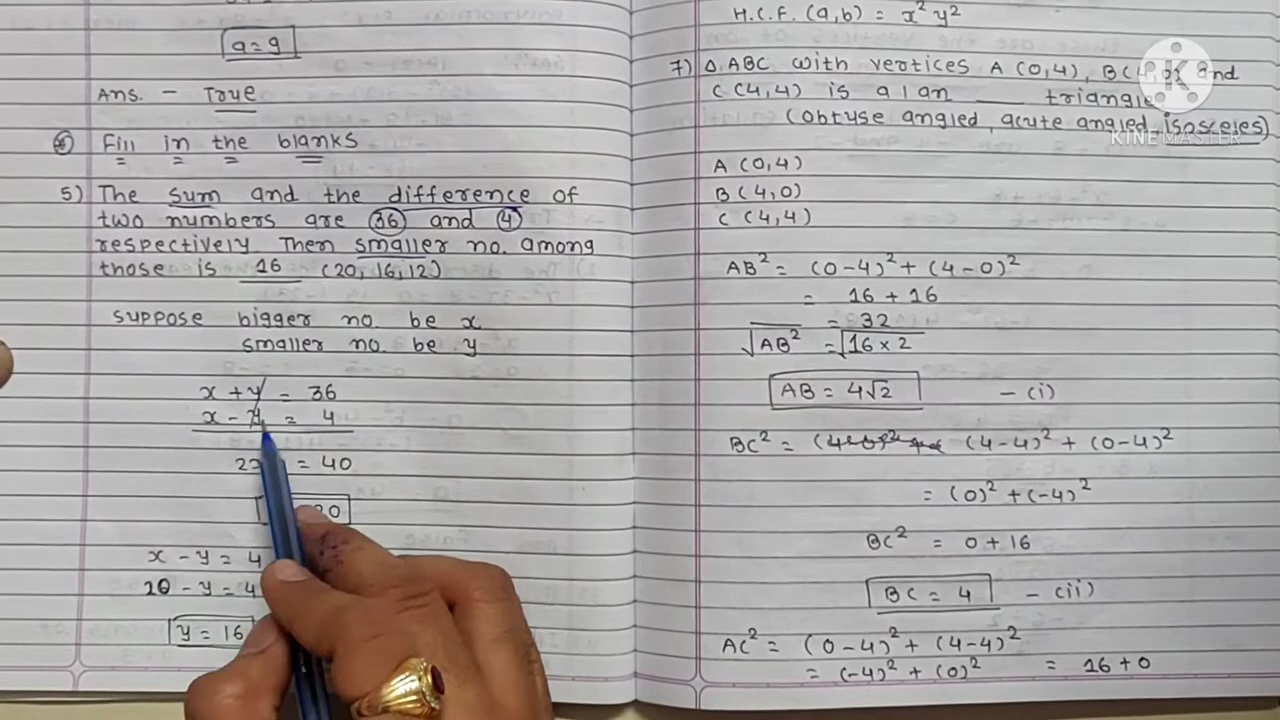 a=9
Ans. - True
Fill in the blanks
5) The sum and the difference of
two numbers are 36 and 4
respectively Then smaller no. among
those is 16 (20, 16, 12)
suppose bigger no. be x
smaller no. be y
x + y = 36
x - y = 4
= 40
x - y = 4
20 - y = 4
y = 16
H.C.F. (a,b) = x² y²
7) Δ ABC with vertices A (0,4), B(4,0) and
C (4,4) is a l an ___ triangle
(obtuse angled, acute angled, isosceles)
KINEMASTER
A (0,4)
B (4,0)
C (4,4)
AB² = (0-4)² + (4-0)²
= 16 + 16
= 32
√AB² = √16 × 2
AB = 4√2 - (i)
BC² = (4-4)² + (0-4)²
= (0)² + (-4)²
BC² = 0 + 16
BC = 4 - (ii)
AC² = (0-4)² + (4-4)²
= (-4)² + (0)² = 16 + 0